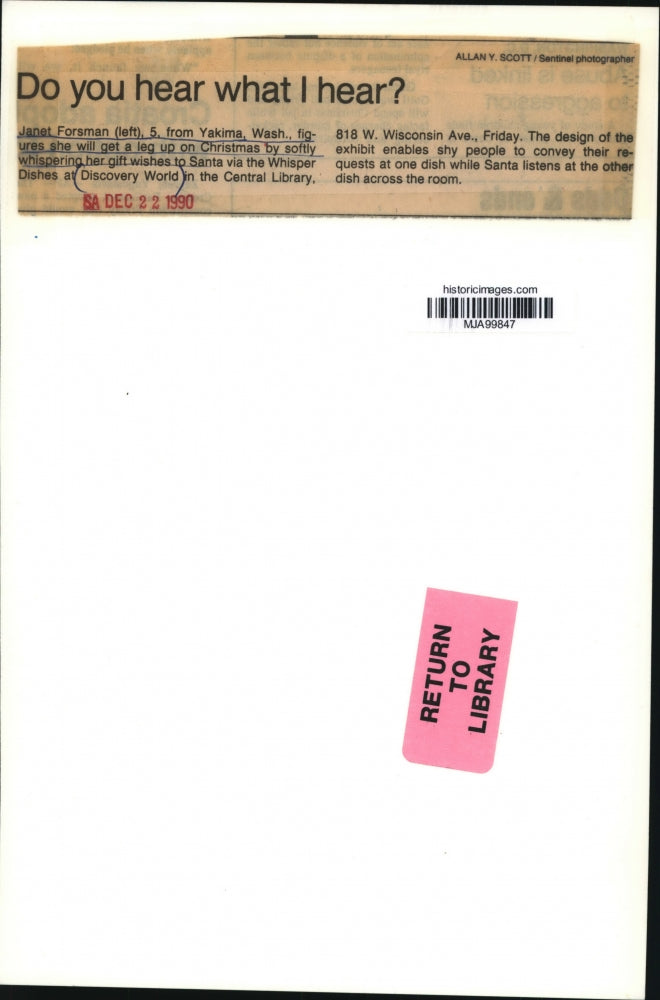 ALLAN Y. SCOTT / Sentinel photographer
Do you hear what I hear?
Janet Forsman (left), 5, from Yakima, Wash., fig-
ures she will get a leg up on Christmas by softly
whispering her gift wishes to Santa via the Whisper
Dishes at Discovery World in the Central Library,
818 W. Wisconsin Ave., Friday. The design of the
exhibit enables shy people to convey their re-
quests at one dish while Santa listens at the other
dish across the room.
SA DEC 22 1990
historicimages.com
MJA99847
RETURN
TO
LIBRARY